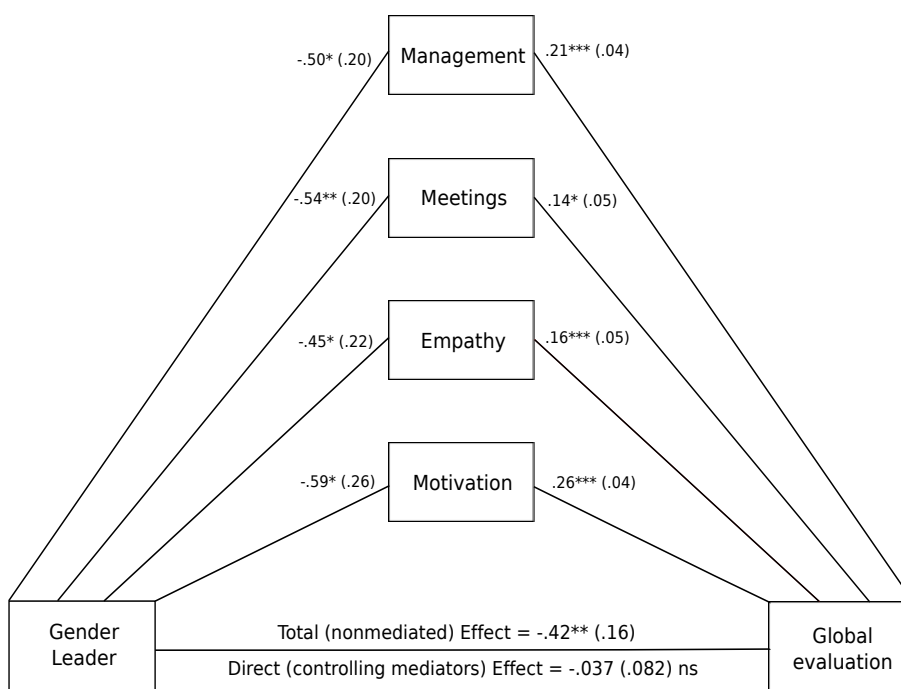 -.50* (.20)
Management
.21*** (.04)
-.54** (.20)
Meetings
.14* (.05)
-.45* (.22)
Empathy
.16*** (.05)
-.59* (.26)
Motivation
.26*** (.04)
Gender
Leader
Total (nonmediated) Effect = -.42** (.16)
Direct (controlling mediators) Effect = -.037 (.082) ns
Global
evaluation